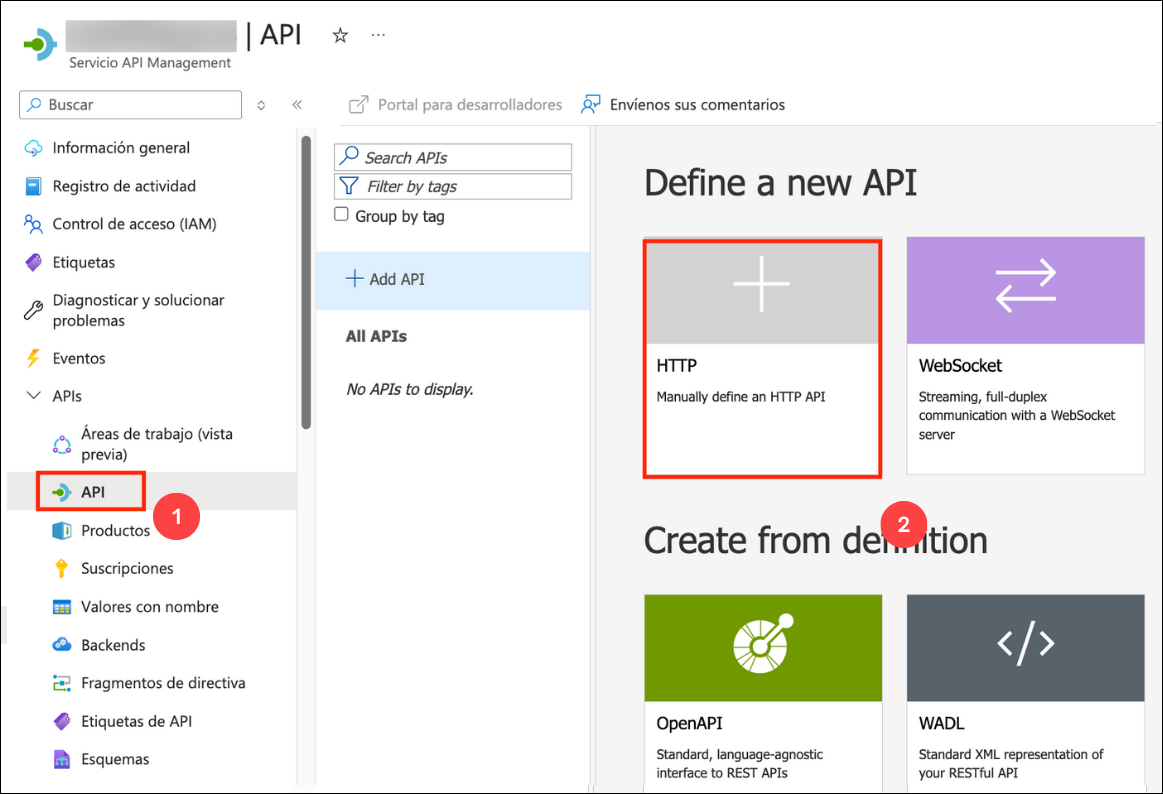 | API
Servicio API Management
Buscar
Portal para desarrolladores
Envíenos sus comentarios
Información general
Registro de actividad
Control de acceso (IAM)
Etiquetas
Diagnosticar y solucionar
problemas
Eventos
APIs
Áreas de trabajo (vista
previa)
API
1
Productos
Suscripciones
Valores con nombre
Backends
Fragmentos de directiva
Etiquetas de API
Esquemas
Search APIs
Filter by tags
Group by tag
Add API
All APIs
No APIs to display.
Define a new API
HTTP
Manually define an HTTP API
WebSocket
Streaming, full-duplex
communication with a WebSocket
server
2
Create from definition
OpenAPI
Standard, language-agnostic
interface to REST APIs
WADL
Standard XML representation of
your RESTful API